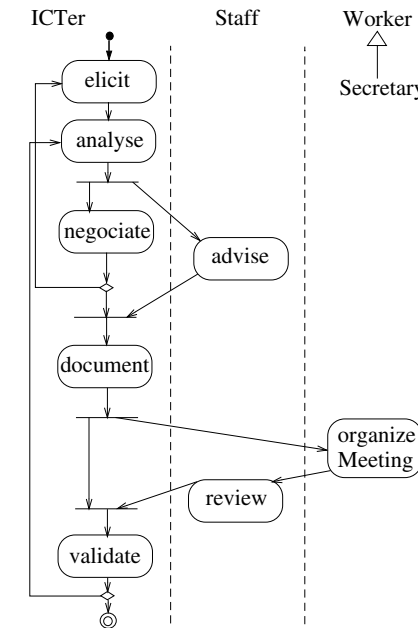 ICTer Staff Worker
Secretary
elicit
analyse
negociate
advise
document
organize
Meeting
review
validate